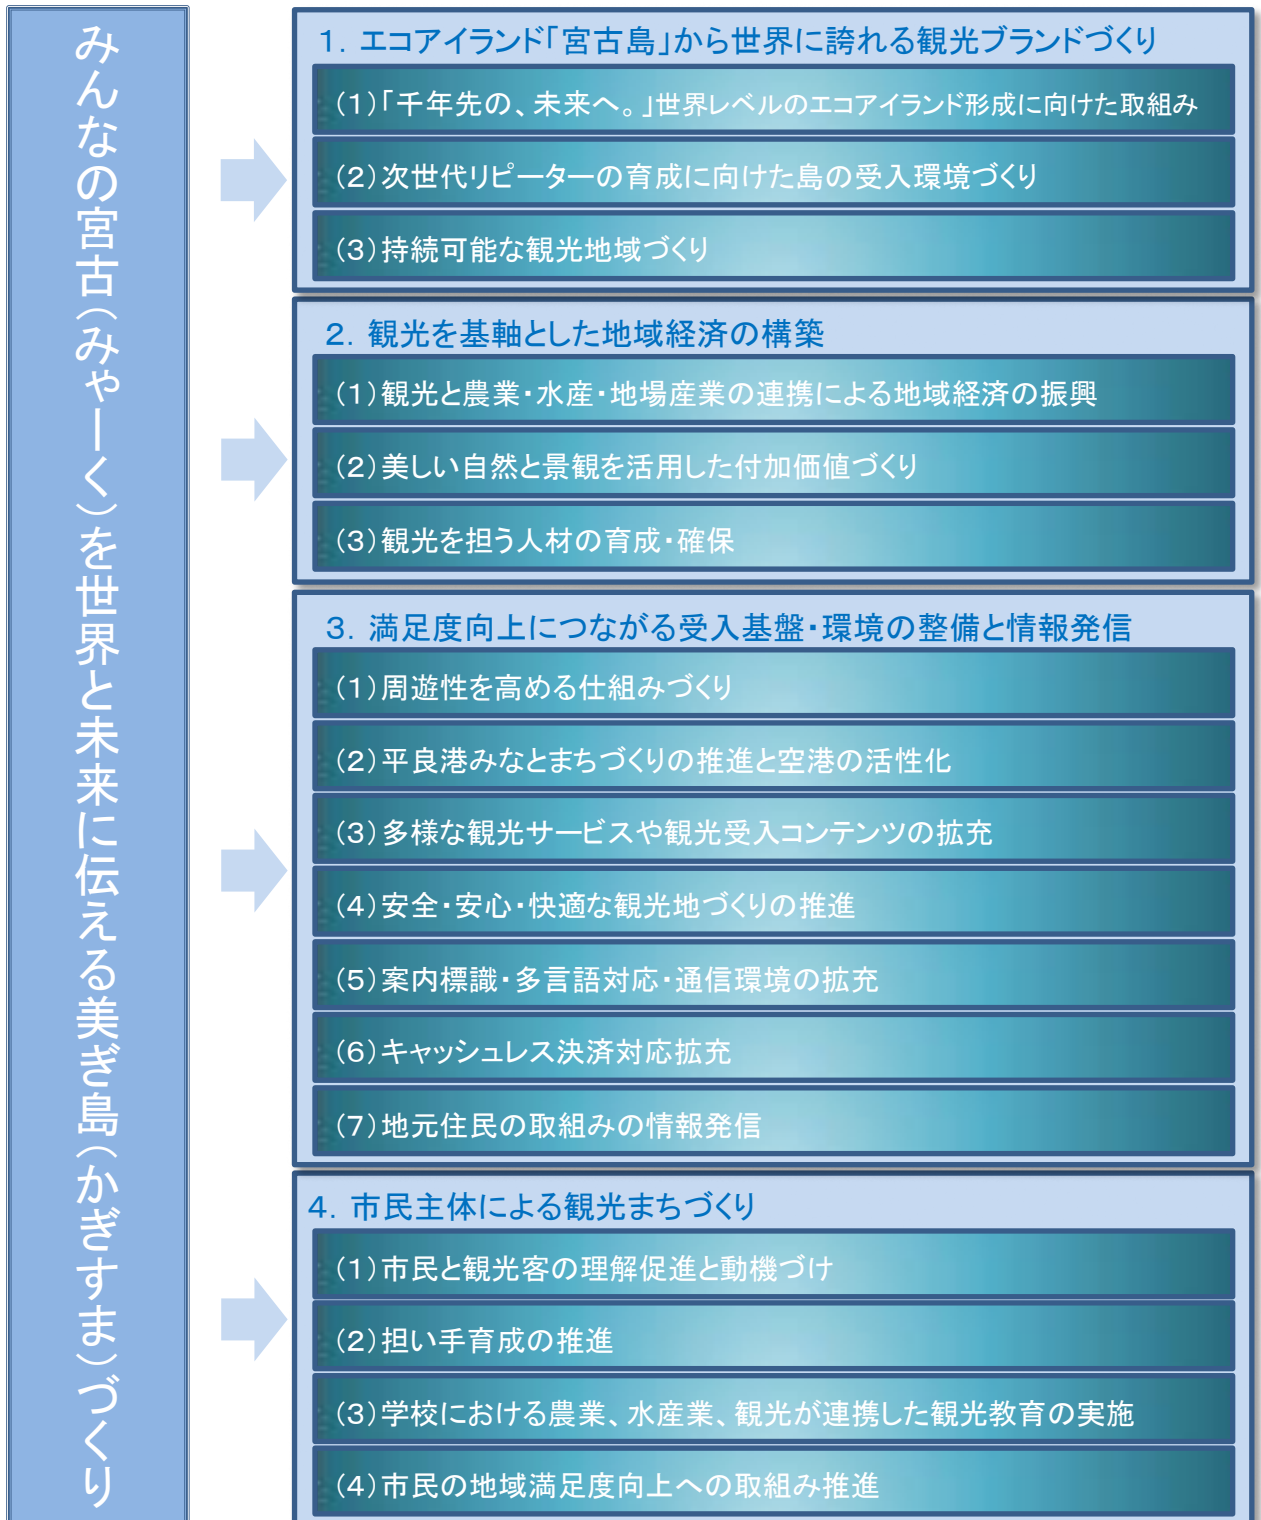 みんなの宮古（みゃーく）を世界と未来に伝える美ぎ島（かぎすま）づくり
1．エコアイランド「宮古島」から世界に誇れる観光ブランドづくり
（1）「千年先の、未来へ。」世界レベルのエコアイランド形成に向けた取組み
（2）次世代リピーターの育成に向けた島の受入環境づくり
（3）持続可能な観光地域づくり
2．観光を基軸とした地域経済の構築
（1）観光と農業・水産・地場産業の連携による地域経済の振興
（2）美しい自然と景観を活用した付加価値づくり
（3）観光を担う人材の育成・確保
3．満足度向上につながる受入基盤・環境の整備と情報発信
（1）周遊性を高める仕組みづくり
（2）平良港みなとまちづくりの推進と空港の活性化
（3）多様な観光サービスや観光受入コンテンツの拡充
（4）安全・安心・快適な観光地づくりの推進
（5）案内標識・多言語対応・通信環境の拡充
（6）キャッシュレス決済対応拡充
（7）地元住民の取組みの情報発信
4．市民主体による観光まちづくり
（1）市民と観光客の理解促進と動機づけ
（2）担い手育成の推進
（3）学校における農業、水産業、観光が連携した観光教育の実施
（4）市民の地域満足度向上への取組み推進